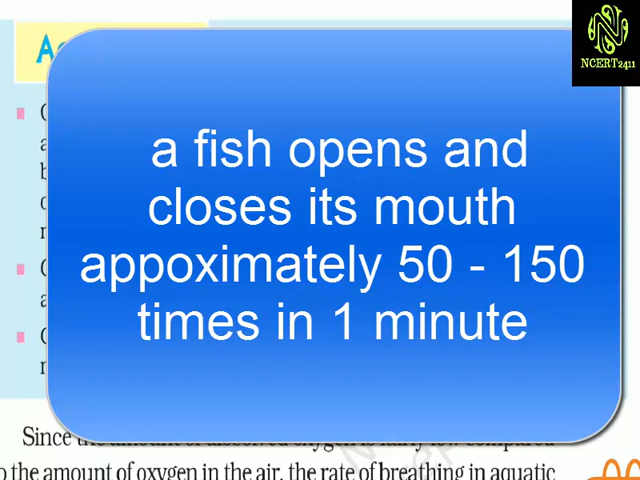 NCERT2411
a fish opens and
closes its mouth
appoximately 50 - 150
times in 1 minute
Since the amount of dissolved oxygen is fairly low compared
o the amount of oxygen in the air, the rate of breathing in aquatic